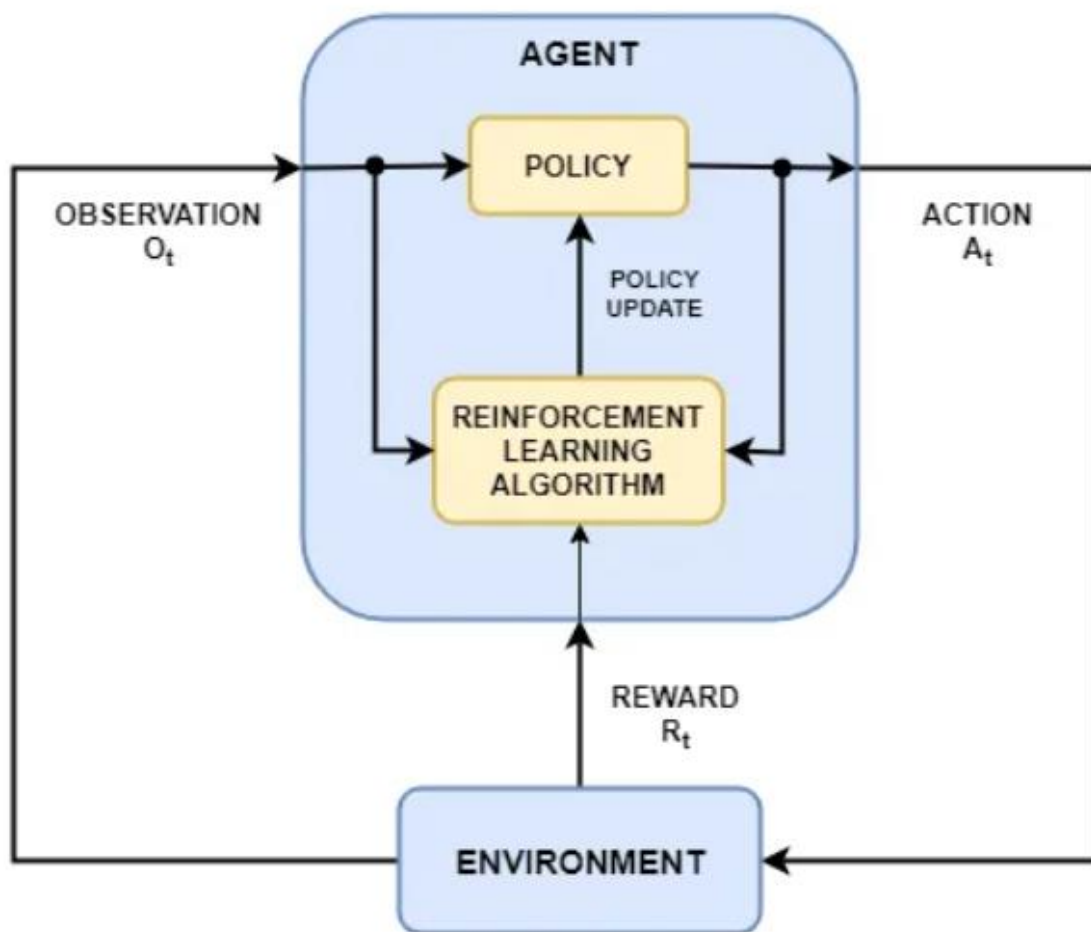 AGENT
POLICY
OBSERVATION
Oₜ
ACTION
Aₜ
POLICY
UPDATE
REINFORCEMENT
LEARNING
ALGORITHM
REWARD
Rₜ
ENVIRONMENT